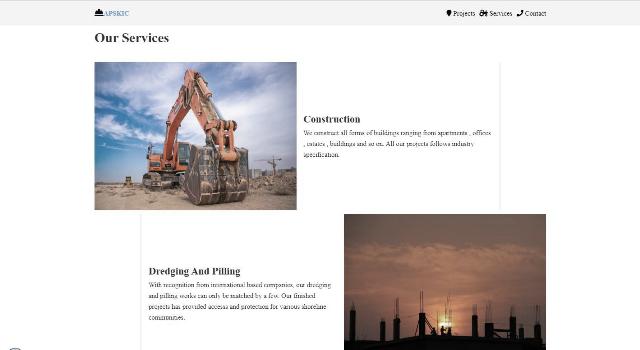 APSKIC
Projects Services Contact
Our Services
Construction
We construct all forms of buildings ranging from apartments , offices
, estates , buildings and so on. All our projects follows industry
specification.
Dredging And Pilling
With recognition from international based companies, our dredging
and pilling works can only be matched by a few. Our finished
projects has provided access and protection for various shoreline
communities.